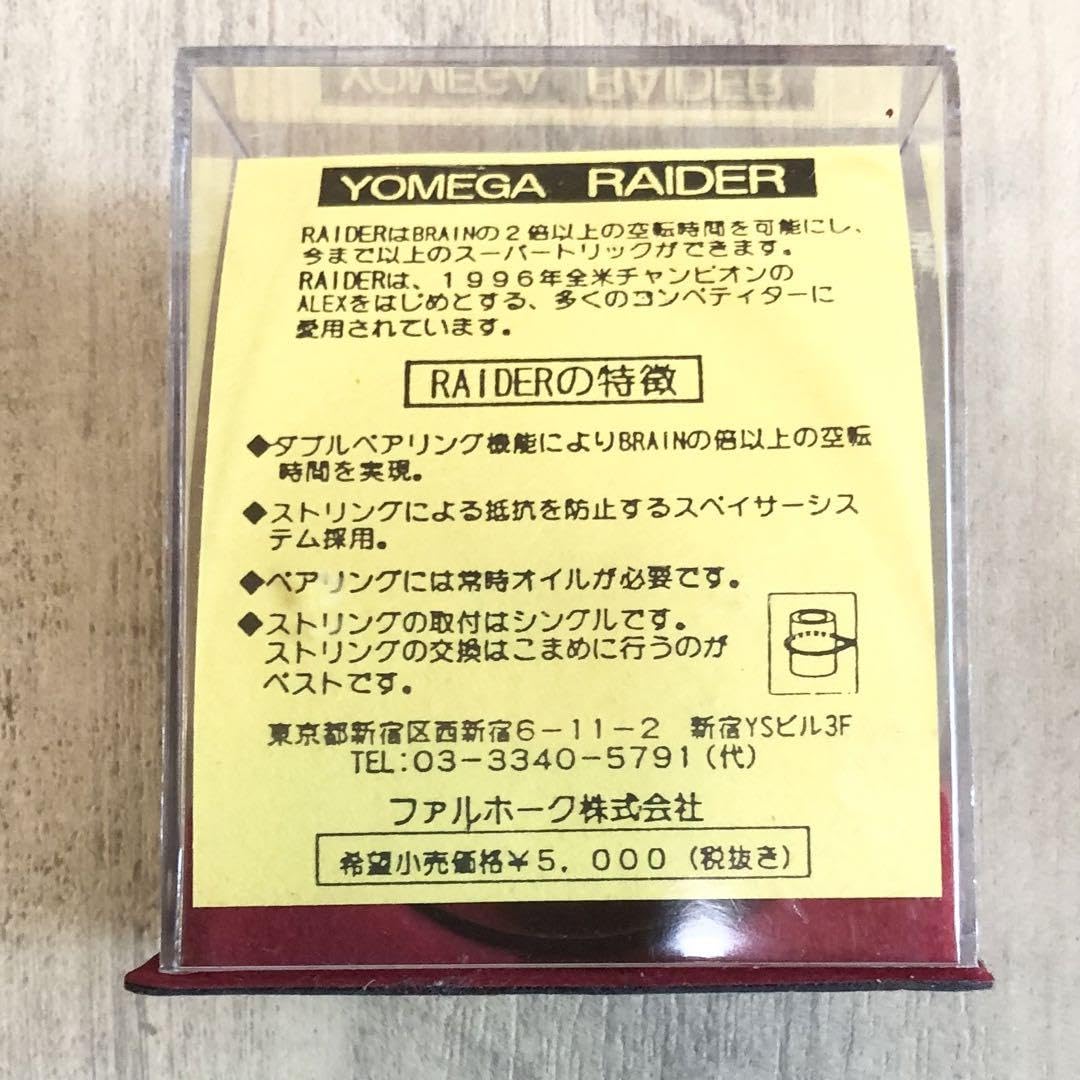 YOMEGA RAIDER
RAIDERはBRAINの2倍以上の空転時間を可能にし、
今まで以上のスーパートリックができます。
RAIDERは、1996年全米チャンピオンの
ALEXをはじめとする、多くのコンペティターに
愛用されています。
RAIDERの特徴
◆ダブルベアリング機能によりBRAINの倍以上の空転
時間を実現。
◆ストリングによる抵抗を防止するスペイサーシス
テム採用。
◆ベアリングには常時オイルが必要です。
◆ストリングの取付はシングルです。
ストリングの交換はこまめに行うのが
ベストです。
東京都新宿区西新宿6-11-2 新宿YSビル3F
TEL:03-3340-5791(代)
ファルホーク株式会社
希望小売価格¥5,000(税抜き)